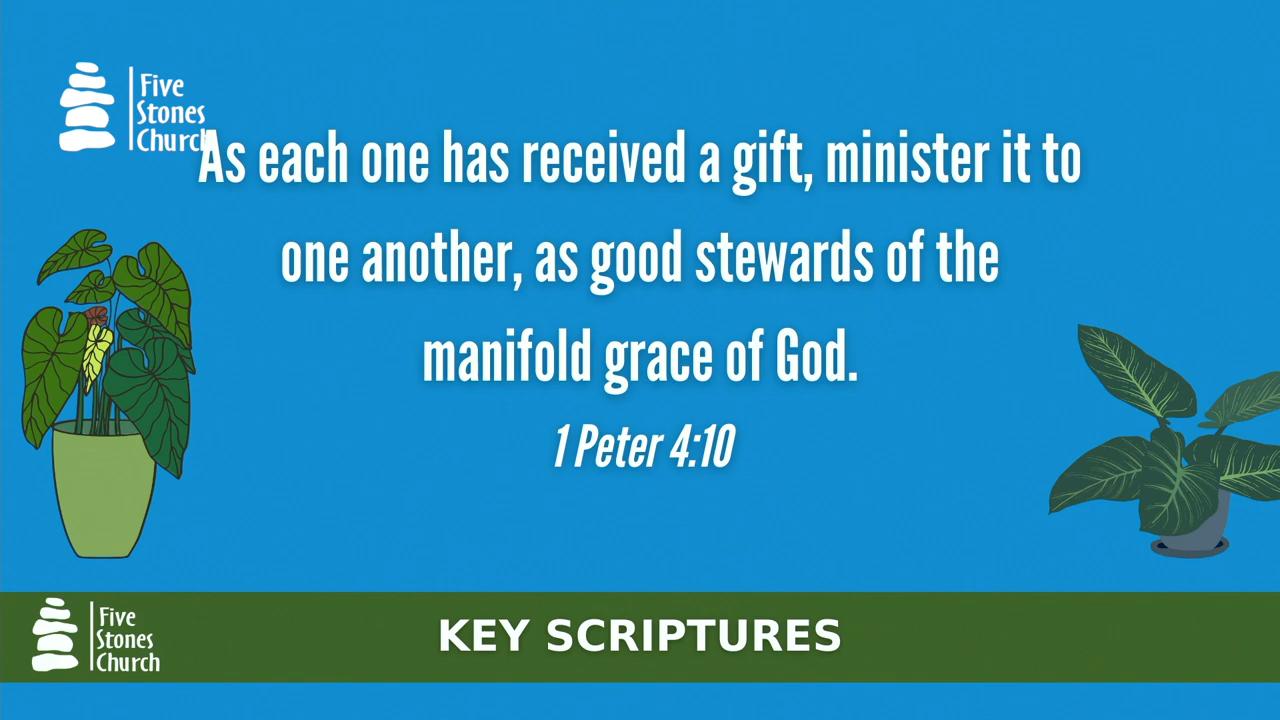 Five
Stones
Church
As each one has received a gift, minister it to
one another, as good stewards of the
manifold grace of God.
1 Peter 4:10
Five
Stones
Church
KEY SCRIPTURES